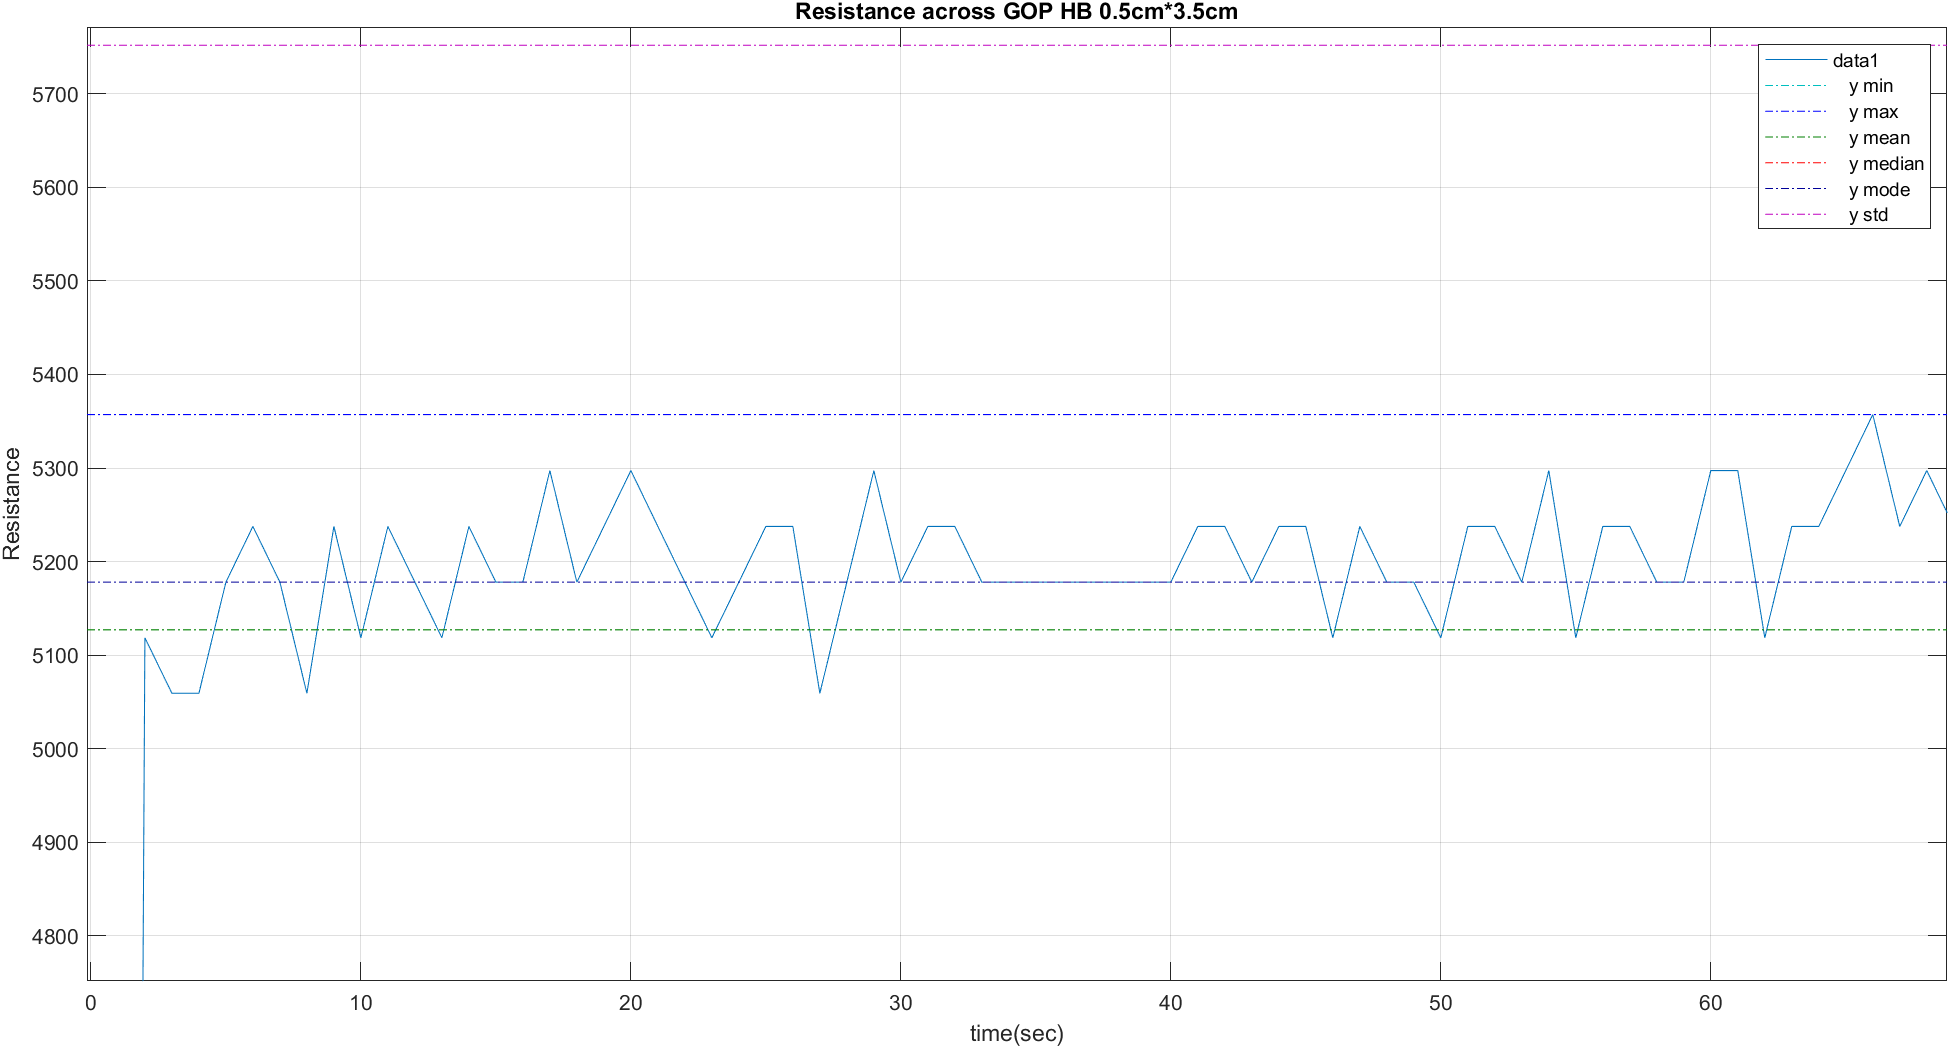 Resistance across GOP HB 0.5cm*3.5cm
data1
y min
y max
y mean
y median
y mode
y std
5700
5600
5500
5400
5300
5200
5100
5000
4900
4800
Resistance
0 10 20 30 40 50 60
time(sec)